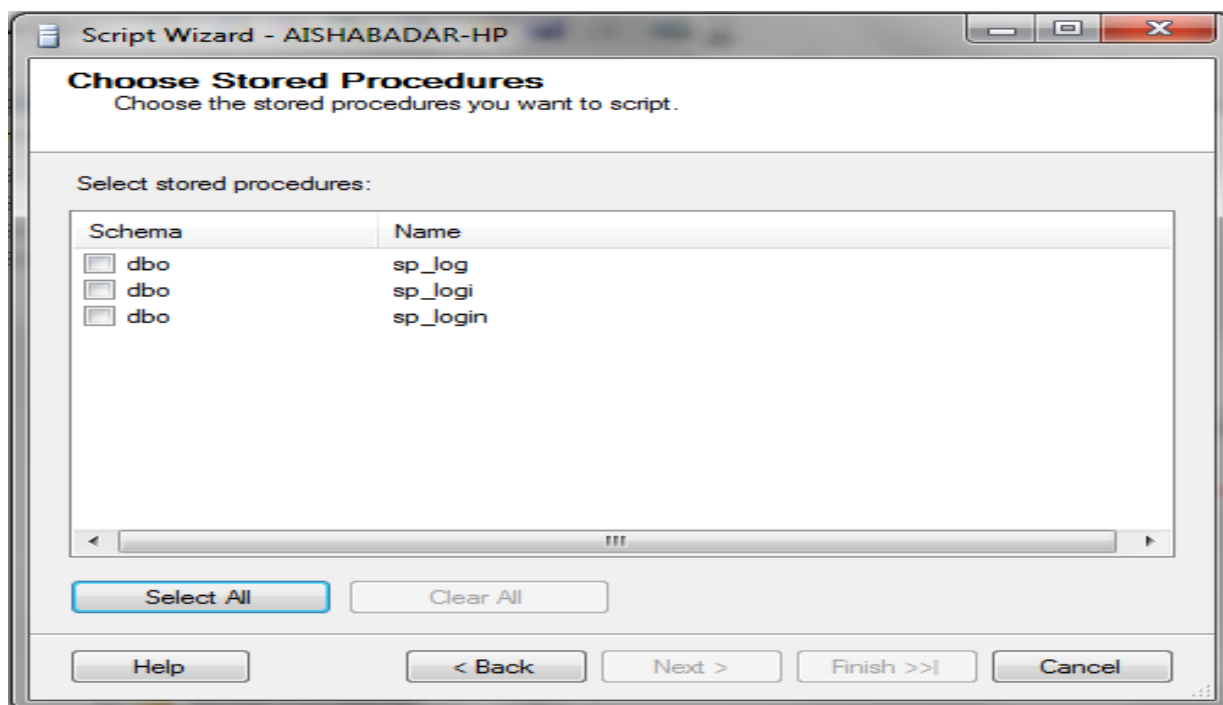 Script Wizard - AISHABADAR-HP
Choose Stored Procedures
Choose the stored procedures you want to script.
Select stored procedures:
Schema Name
dbo sp_log
dbo sp_logi
dbo sp_login
Select All Clear All
Help < Back Next > Finish >>| Cancel